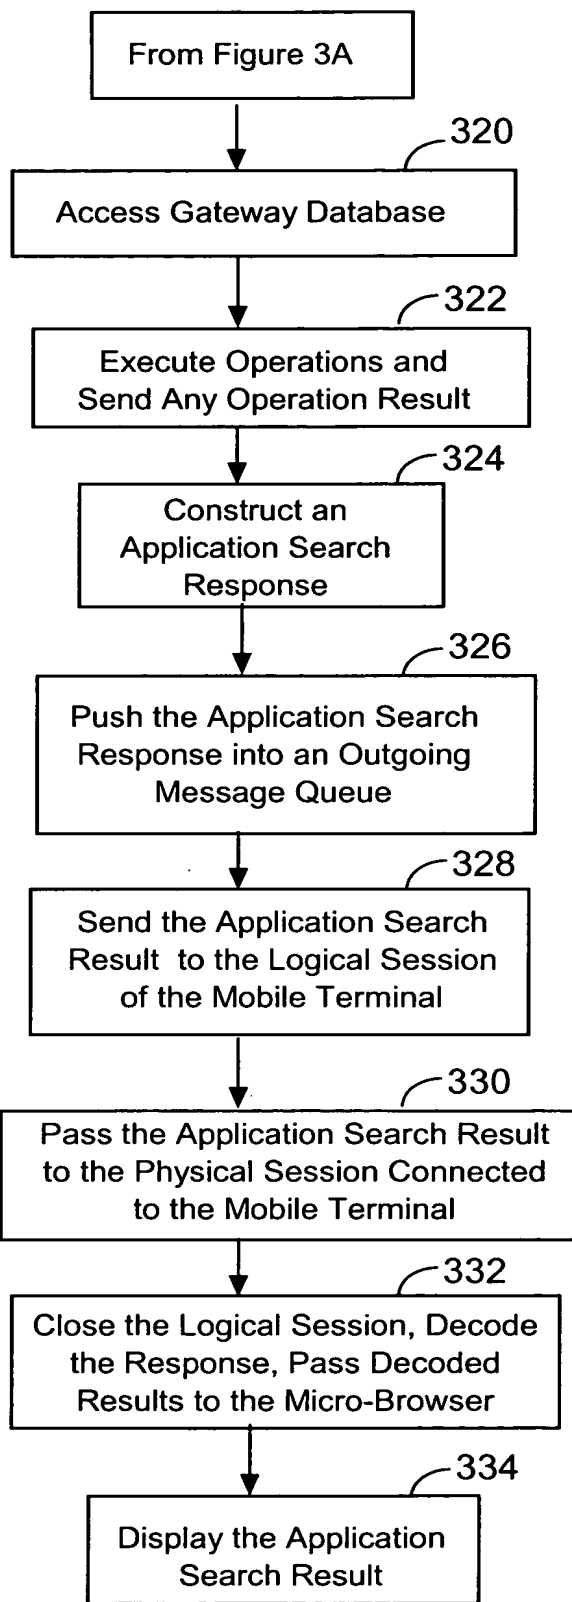 From Figure 3A
320
Access Gateway Database
322
Execute Operations and
Send Any Operation Result
324
Construct an
Application Search
Response
326
Push the Application Search
Response into an Outgoing
Message Queue
328
Send the Application Search
Result to the Logical Session
of the Mobile Terminal
330
Pass the Application Search Result
to the Physical Session Connected
to the Mobile Terminal
332
Close the Logical Session, Decode
the Response, Pass Decoded
Results to the Micro-Browser
334
Display the Application
Search Result